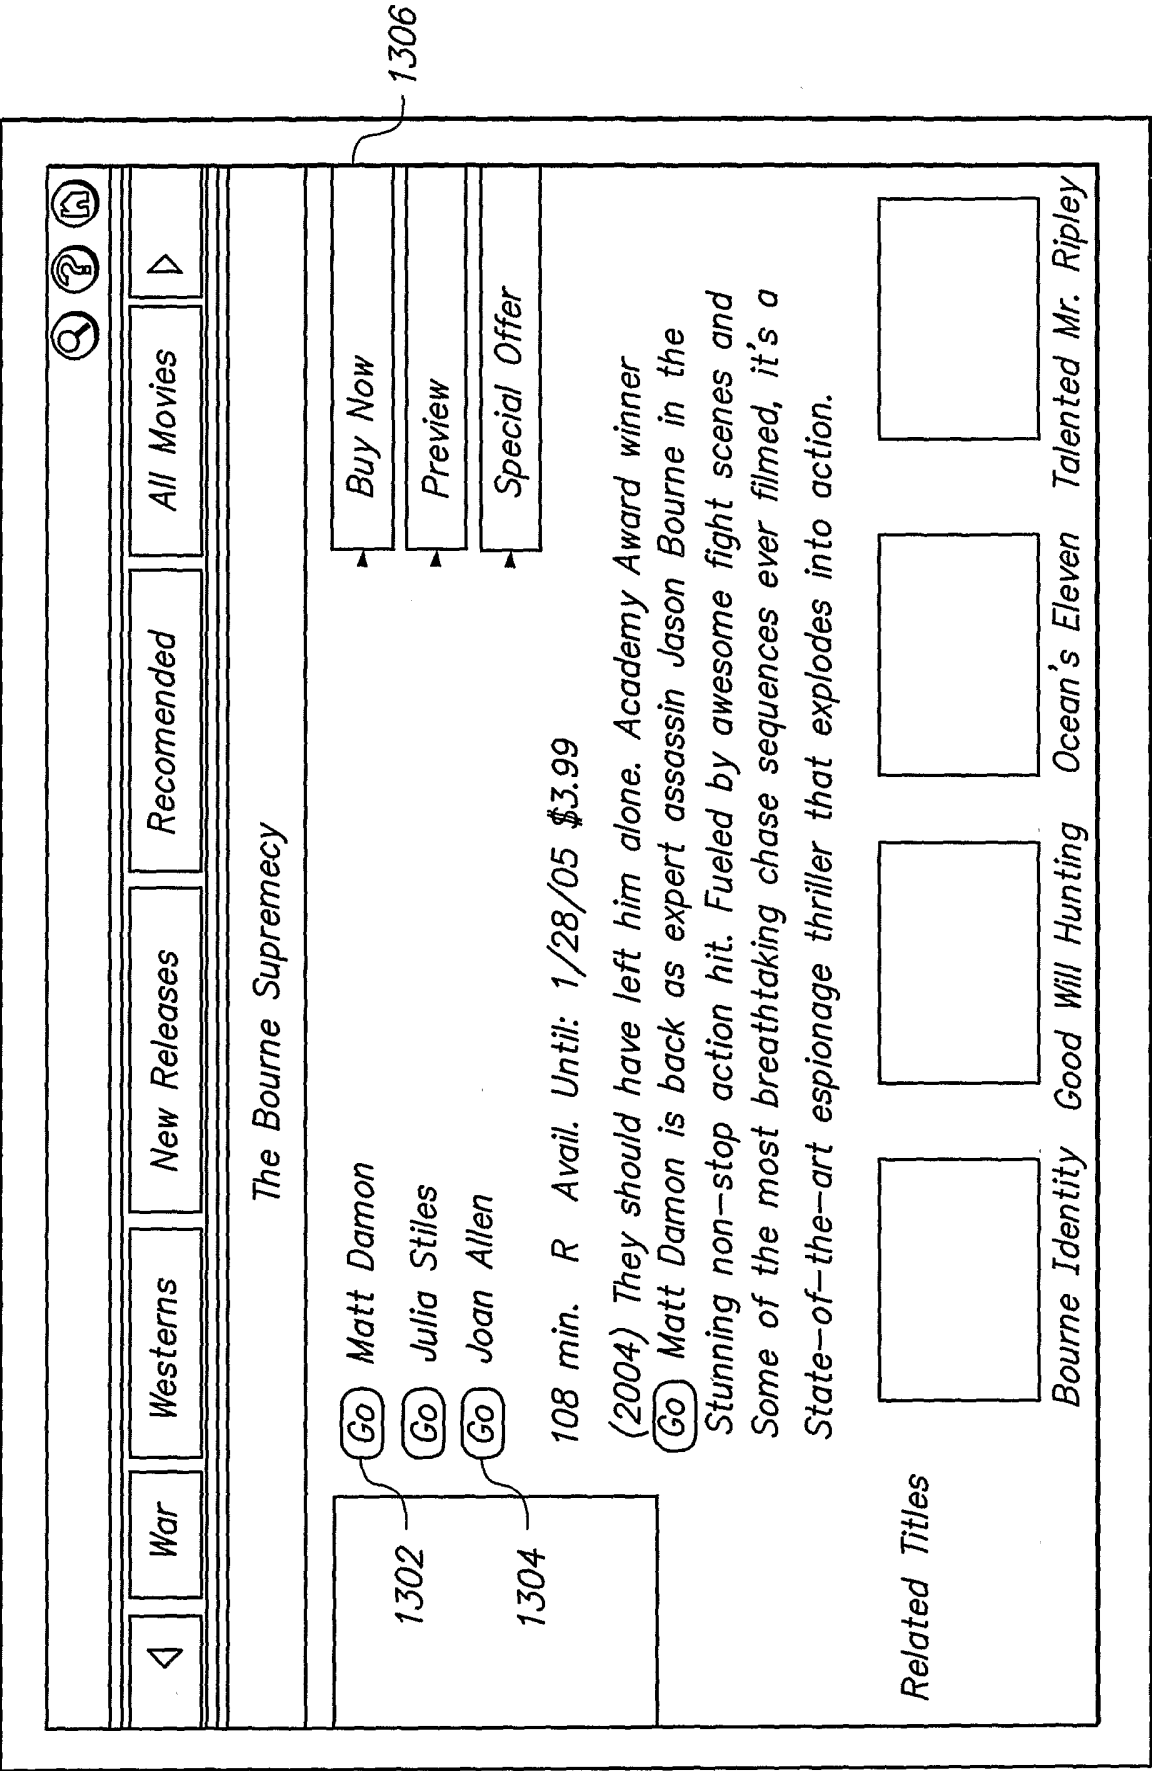 War Westerns New Releases Recomended All Movies
The Bourne Supremecy
Go Matt Damon
Go Julia Stiles
Go Joan Allen
Buy Now
Preview
Special Offer
1302
1304
1306
108 min. R Avail. Until: 1/28/05 $3.99
(2004) They should have left him alone. Academy Award winner
Go Matt Damon is back as expert assassin Jason Bourne in the
Stunning non-stop action hit. Fueled by awesome fight scenes and
Some of the most breathtaking chase sequences ever filmed, it's a
State-of-the-art espionage thriller that explodes into action.
Related Titles
Bourne Identity Good Will Hunting Ocean's Eleven Talented Mr. Ripley